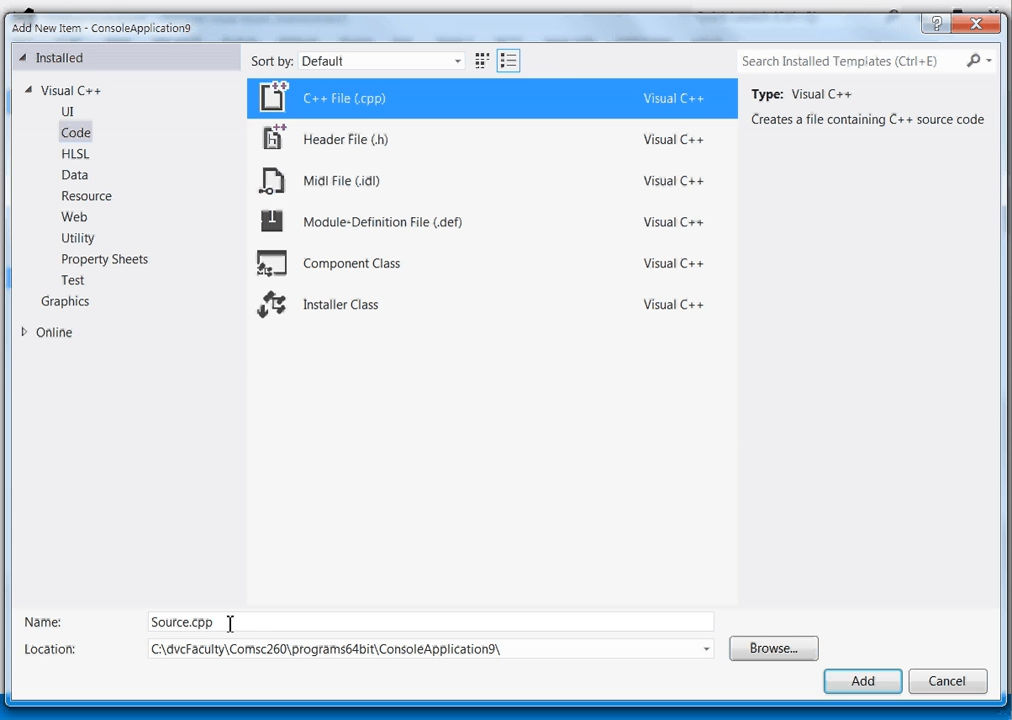 Add New Item - ConsoleApplication9
Installed
Sort by: Default
Search Installed Templates (Ctrl+E)
Visual C++
UI
Code
HLSL
Data
Resource
Web
Utility
Property Sheets
Test
Graphics
Online
C++ File (.cpp) Visual C++
Header File (.h) Visual C++
Midl File (.idl) Visual C++
Module-Definition File (.def) Visual C++
Component Class Visual C++
Installer Class Visual C++
Type: Visual C++
Creates a file containing C++ source code
Name: Source.cpp
Location: C:\dvcFaculty\Comsc260\programs64bit\ConsoleApplication9\
Browse...
Add Cancel